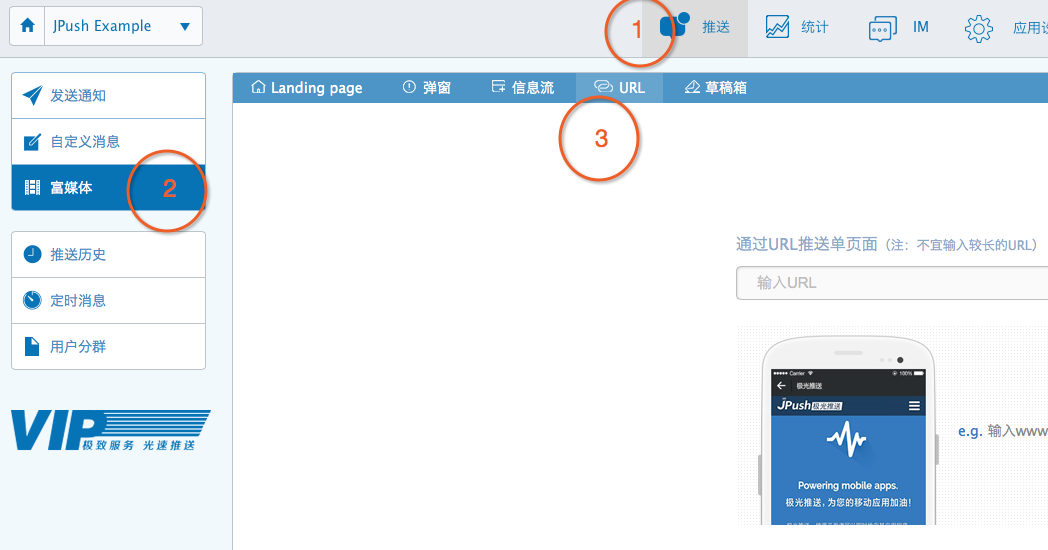 JPush Example
1
推送
统计
IM
应用设
发送通知
自定义消息
富媒体
2
推送历史
定时消息
用户分群
VIP 极致服务 光速推送
Landing page
弹窗
信息流
URL
草稿箱
3
通过URL推送单页面（注：不宜输入较长的URL）
输入URL
Carrier
100%
极光推送
JPush极光推送
Powering mobile apps.
极光推送，为您的移动应用加油！
e.g. 输入www